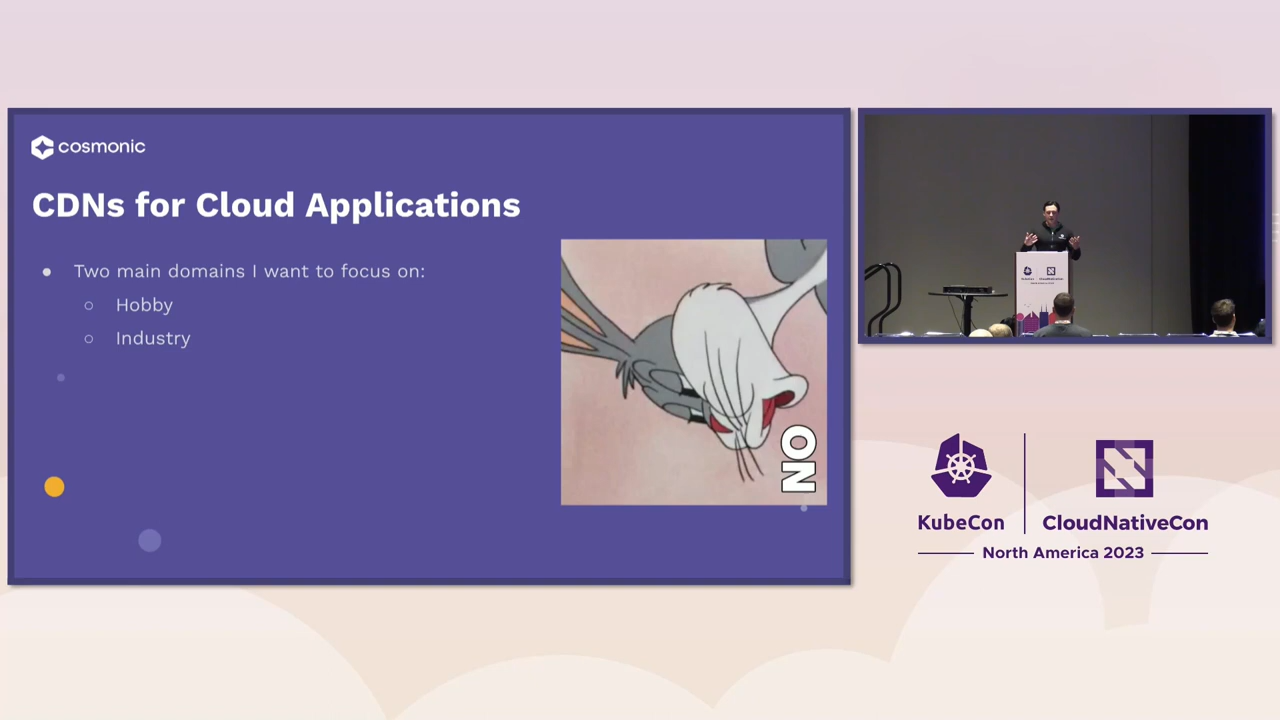 cosmonic
CDNs for Cloud Applications
Two main domains I want to focus on:
Hobby
Industry
NO
KubeCon
CloudNativeCon
North America 2023